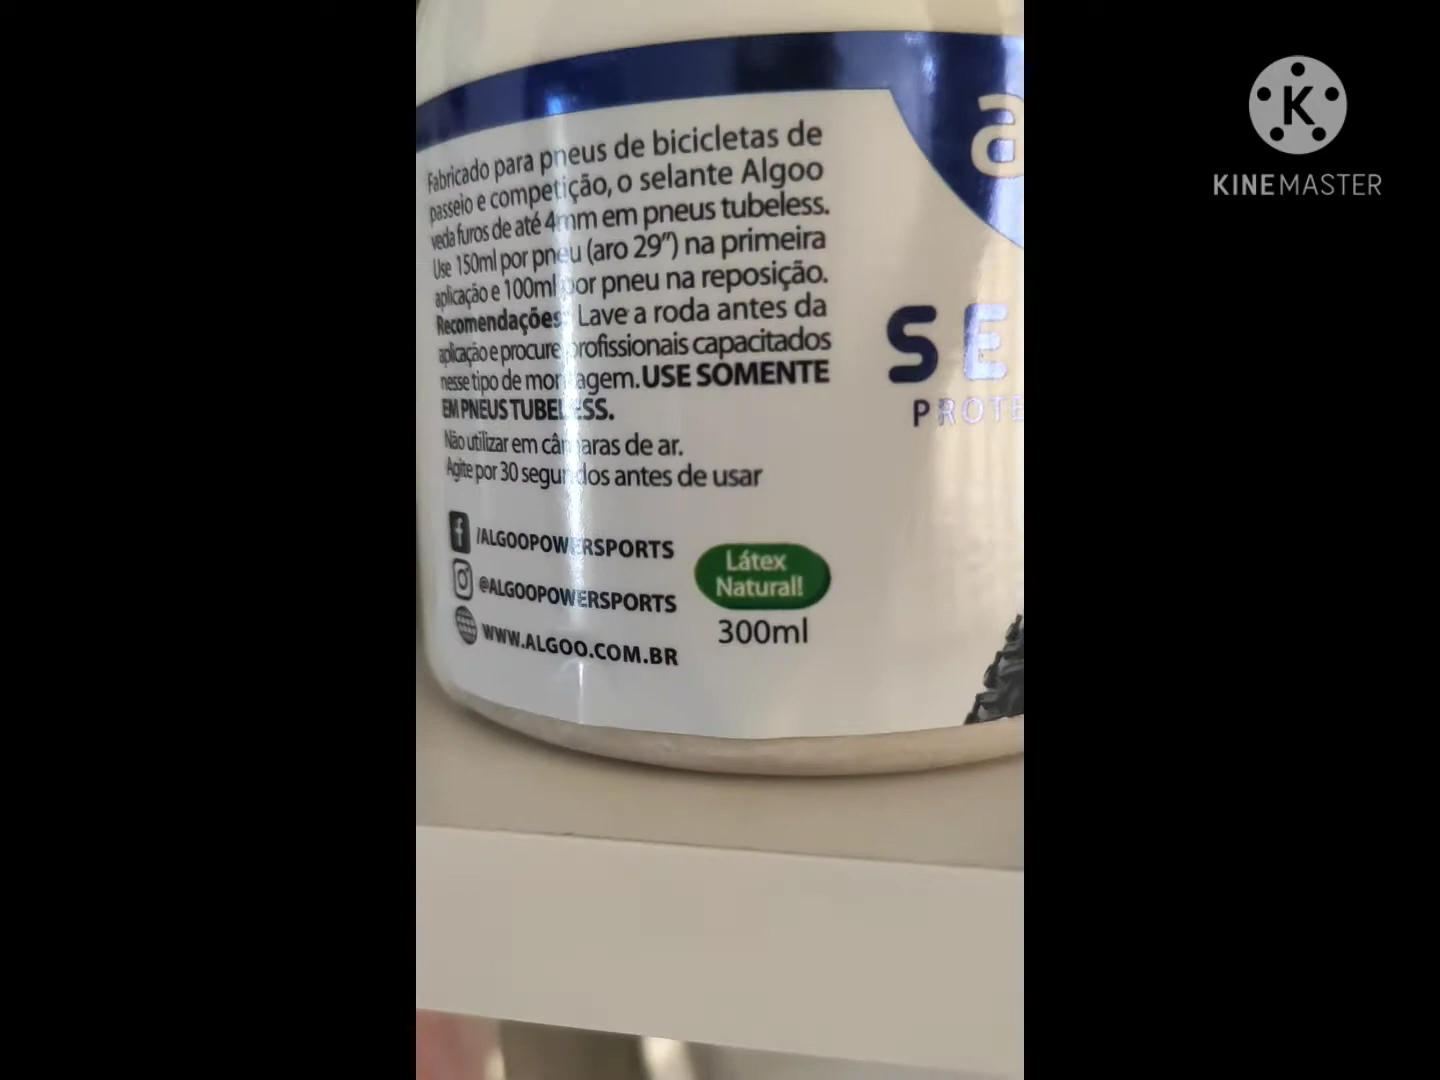 Fabricado para pneus de bicicletas de
passeio e competição, o selante Algoo
veda furos de até 4mm em pneus tubeless.
Use 150ml por pneu (aro 29”) na primeira
aplicação e 100ml por pneu na reposição.
Recomendações: Lave a roda antes da
aplicação e procure profissionais capacitados
nesse tipo de montagem. USE SOMENTE
EM PNEUS TUBELESS.
Não utilizar em câmaras de ar.
Agite por 30 segundos antes de usar
/ALGOOPOWERSPORTS
@ALGOOPOWERSPORTS
WWW.ALGOO.COM.BR
Látex
Natural!
300ml
a
SE
PROTE
K
KINEMASTER